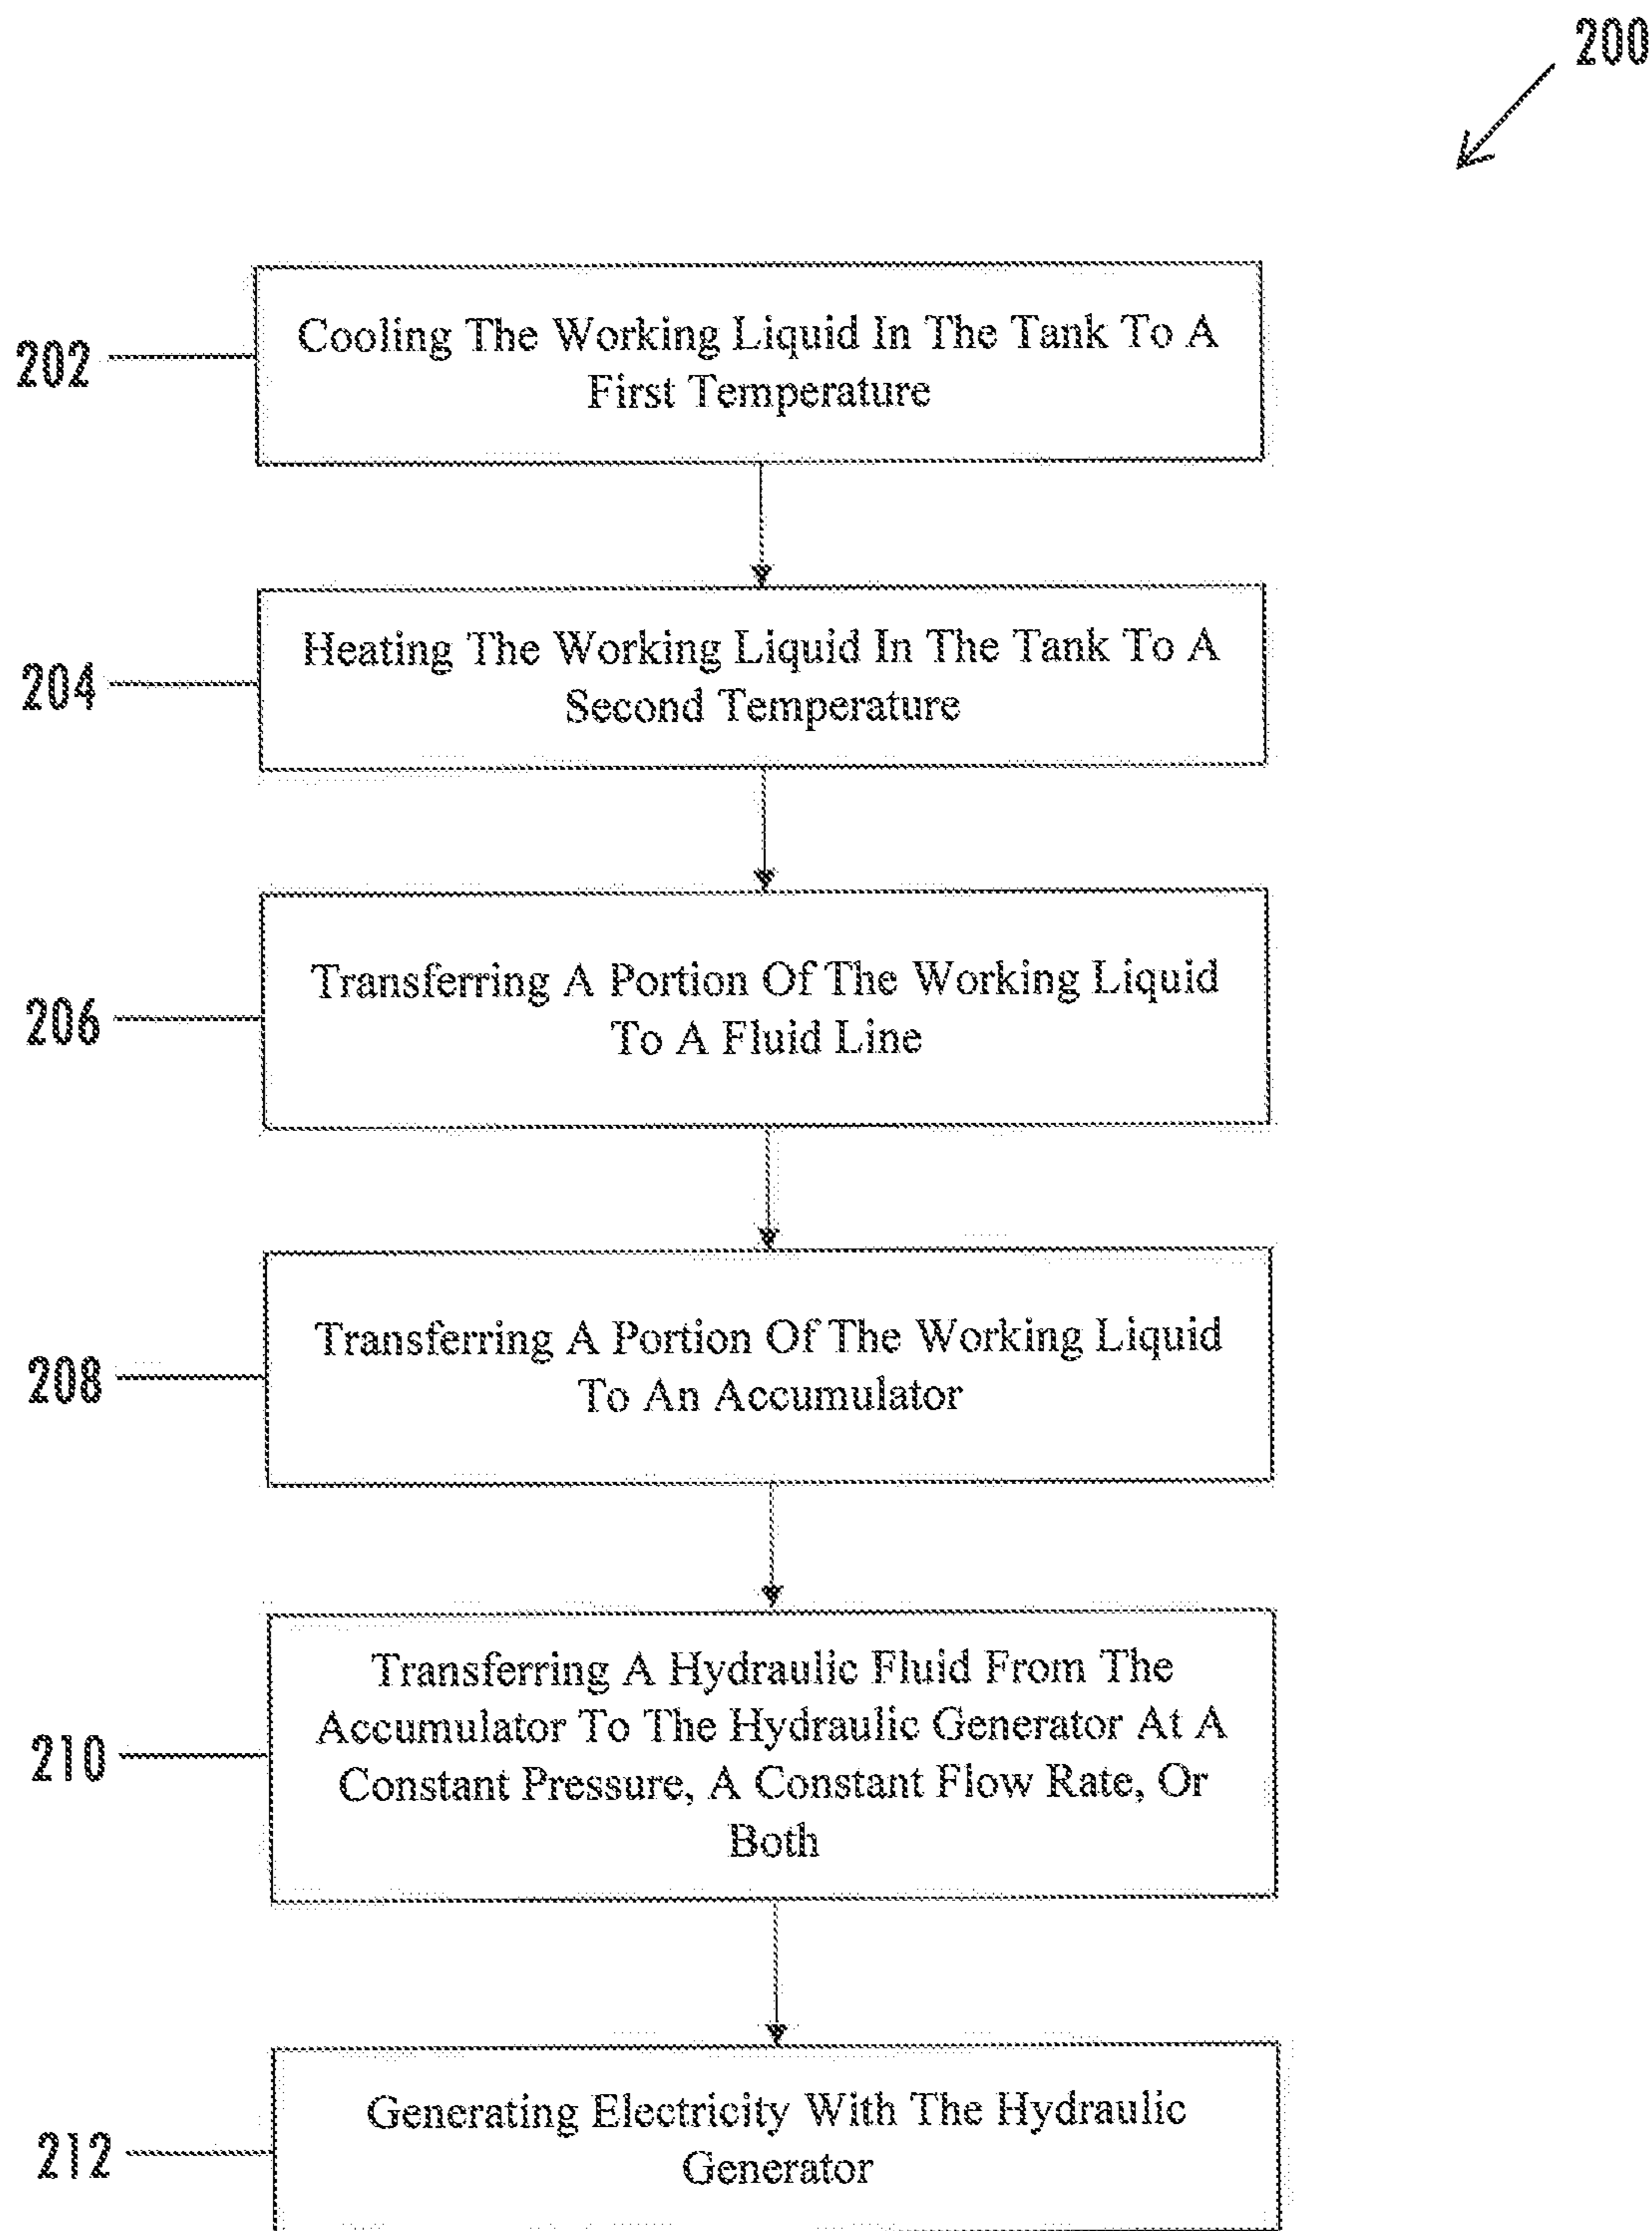 200
202
Cooling The Working Liquid In The Tank To A
First Temperature
204
Heating The Working Liquid In The Tank To A
Second Temperature
206
Transferring A Portion Of The Working Liquid
To A Fluid Line
208
Transferring A Portion Of The Working Liquid
To An Accumulator
210
Transferring A Hydraulic Fluid From The
Accumulator To The Hydraulic Generator At A
Constant Pressure, A Constant Flow Rate, Or
Both
212
Generating Electricity With The Hydraulic
Generator